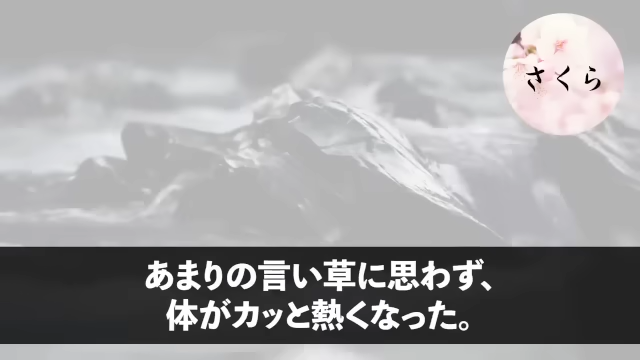 さくら
あまりの言い草に思わず、
体がカッと熱くなった。